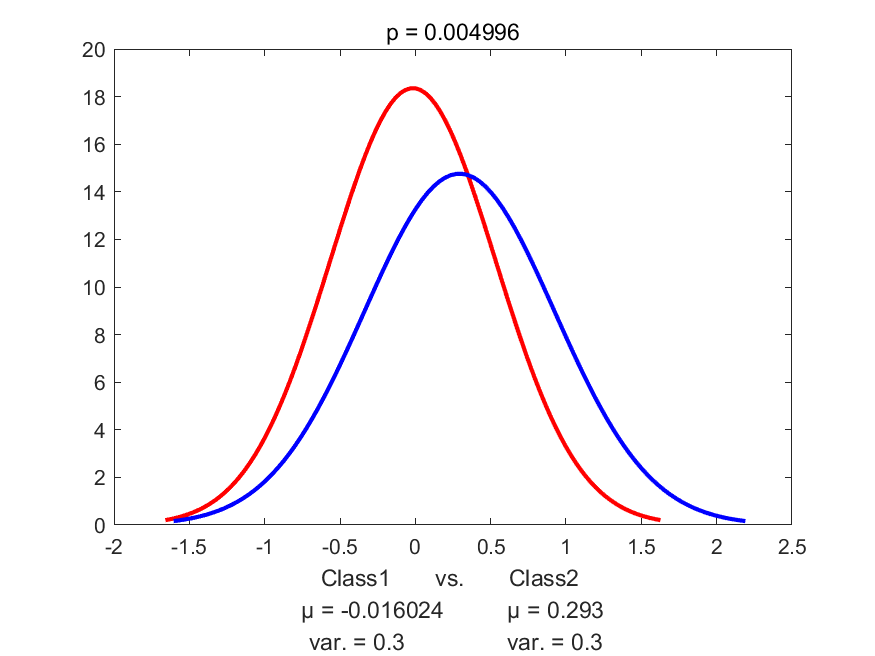 p = 0.004996
20
18
16
14
12
10
8
6
4
2
0
-2 -1.5 -1 -0.5 0 0.5 1 1.5 2 2.5
Class1 vs. Class2
μ = -0.016024 μ = 0.293
var. = 0.3 var. = 0.3